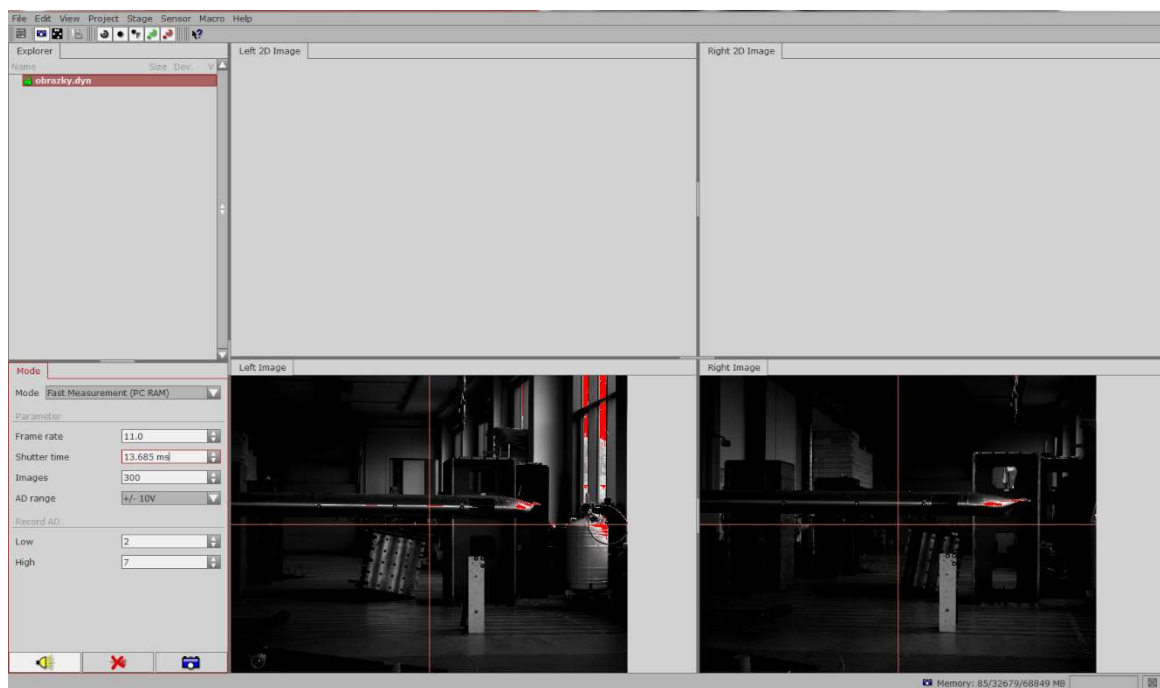 File Edit View Project Stage Sensor Macro Help
Explorer
Name Size Dev. V
obrazky.dyn
Left 2D Image
Right 2D Image
Mode
Mode Fast Measurement (PC RAM)
Parameter
Frame rate 11.0
Shutter time 13.685 ms
Images 300
AD range +/- 10V
Record AD
Low 2
High 7
Left Image
Right Image
Memory: 85/32679/68849 MB